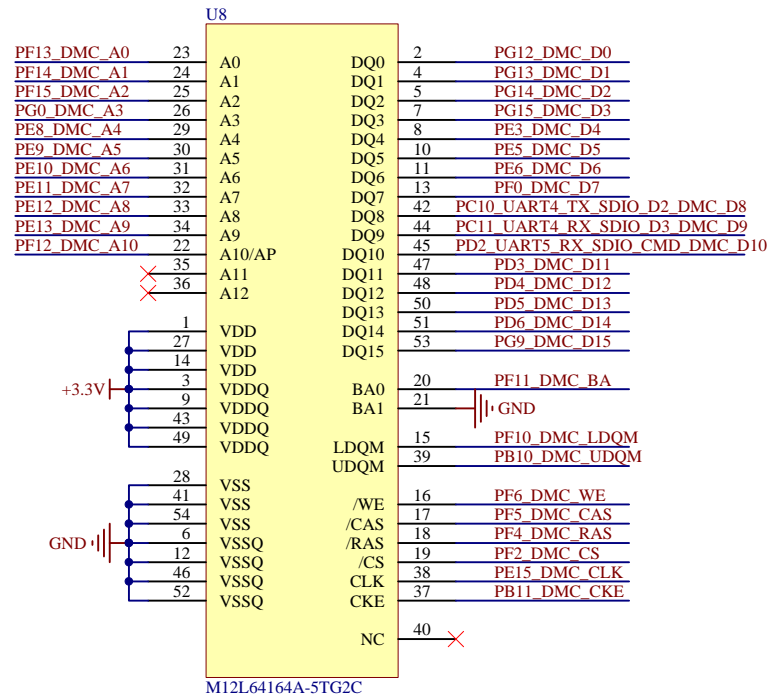 U8
PF13_DMC_A0 23 A0 DQ0 2 PG12_DMC_D0
PF14_DMC_A1 24 A1 DQ1 4 PG13_DMC_D1
PF15_DMC_A2 25 A2 DQ2 5 PG14_DMC_D2
PG0_DMC_A3 26 A3 DQ3 7 PG15_DMC_D3
PE8_DMC_A4 29 A4 DQ4 8 PE3_DMC_D4
PE9_DMC_A5 30 A5 DQ5 10 PE5_DMC_D5
PE10_DMC_A6 31 A6 DQ6 11 PE6_DMC_D6
PE11_DMC_A7 32 A7 DQ7 13 PF0_DMC_D7
PE12_DMC_A8 33 A8 DQ8 42 PC10_UART4_TX_SDIO_D2_DMC_D8
PE13_DMC_A9 34 A9 DQ9 44 PC11_UART4_RX_SDIO_D3_DMC_D9
PF12_DMC_A10 22 A10/AP DQ10 45 PD2_UART5_RX_SDIO_CMD_DMC_D10
35 A11 DQ11 47 PD3_DMC_D11
36 A12 DQ12 48 PD4_DMC_D12
DQ13 50 PD5_DMC_D13
1 VDD DQ14 51 PD6_DMC_D14
27 VDD DQ15 53 PG9_DMC_D15
14 VDD
+3.3V 3 VDDQ BA0 20 PF11_DMC_BA
9 VDDQ BA1 21 GND
43 VDDQ
49 VDDQ LDQM 15 PF10_DMC_LDQM
UDQM 39 PB10_DMC_UDQM
28 VSS
41 VSS /WE 16 PF6_DMC_WE
54 VSS /CAS 17 PF5_DMC_CAS
GND 6 VSSQ /RAS 18 PF4_DMC_RAS
12 VSSQ /CS 19 PF2_DMC_CS
46 VSSQ CLK 38 PE15_DMC_CLK
52 VSSQ CKE 37 PB11_DMC_CKE
NC 40
M12L64164A-5TG2C